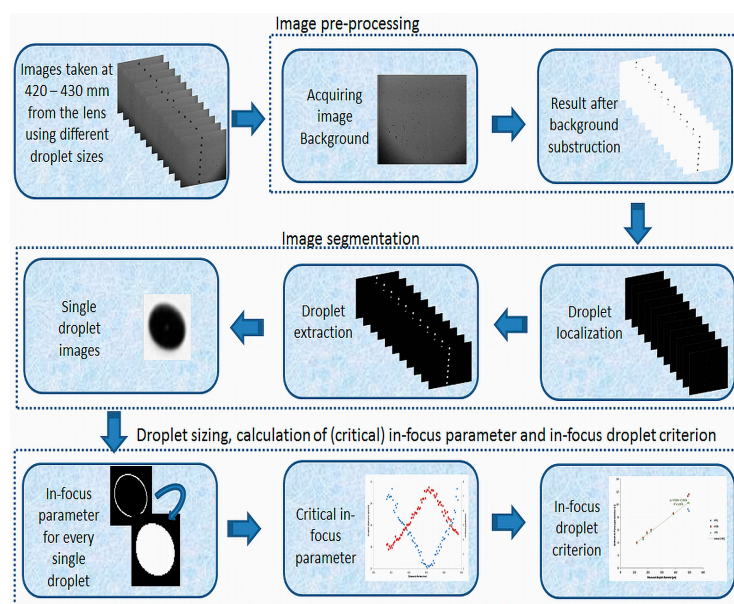 Image pre-processing
Images taken at
420 – 430 mm
from the lens
using different
droplet sizes
Acquiring
image
Background
Result after
background
substruction
Image segmentation
Single
droplet
images
Droplet
extraction
Droplet
localization
Droplet sizing, calculation of (critical) in-focus parameter and in-focus droplet criterion
In-focus
parameter
for every
single
droplet
Critical in-
focus
parameter
In-focus
droplet
criterion